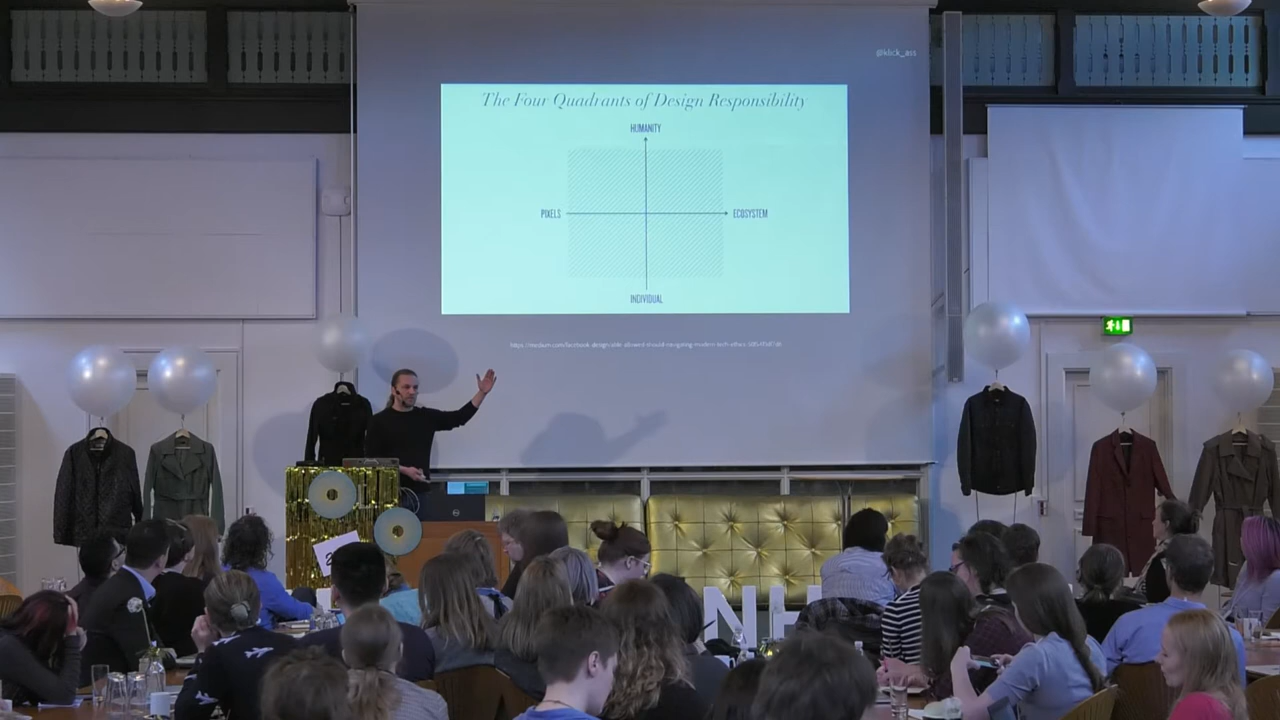 @klick_ass
The Four Quadrants of Design Responsibility
HUMANITY
PIXELS
ECOSYSTEM
INDIVIDUAL